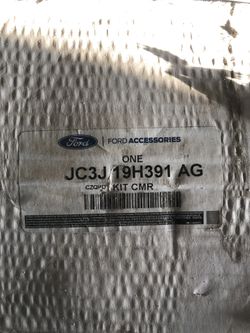 Ford
FORD ACCESSORIES
ONE
JC3J 19H391 AG
KIT CMR